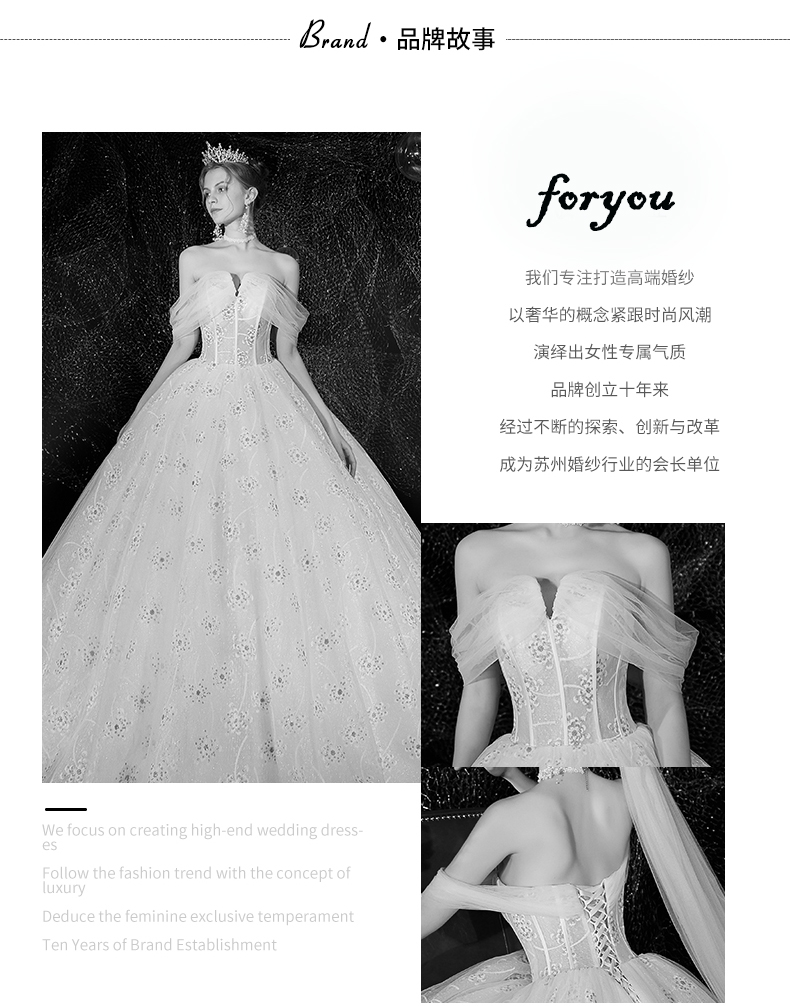 Brand • 品牌故事
foryou
我们专注打造高端婚纱
以奢华的概念紧跟时尚风潮
演绎出女性专属气质
品牌创立十年来
经过不断的探索、创新与改革
成为苏州婚纱行业的会长单位
We focus on creating high-end wedding dress-
es
Follow the fashion trend with the concept of
luxury
Deduce the feminine exclusive temperament
Ten Years of Brand Establishment